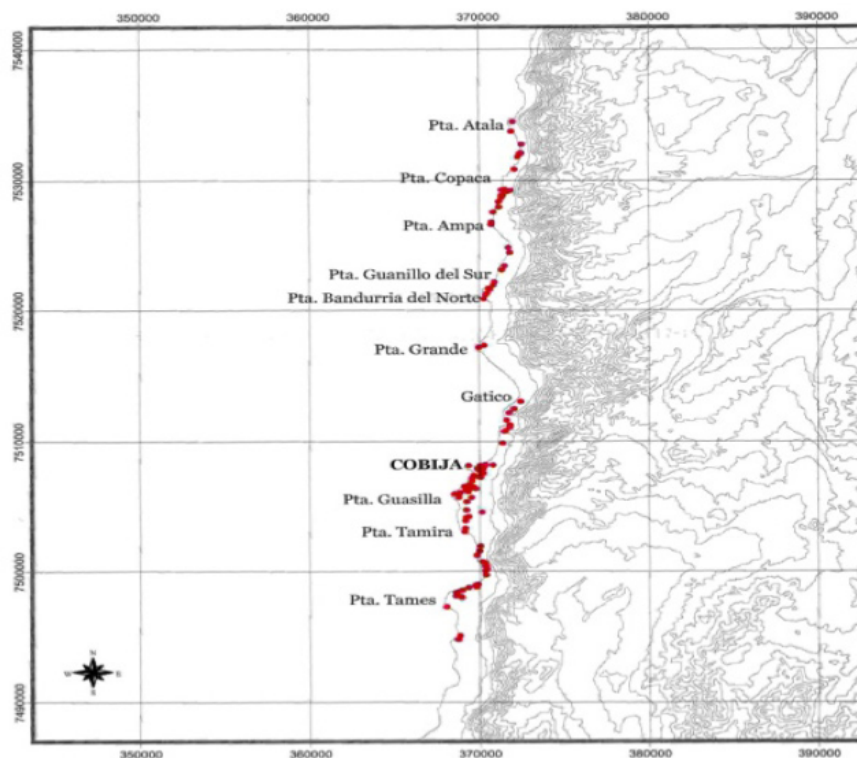 350000 360000 370000 380000 390000
7540000
Pta. Atala
7530000
Pta. Copaca
Pta. Ampa
Pta. Guanillo del Sur
Pta. Bandurria del Norte
7520000
Pta. Grande
Gatico
7510000
COBIJA
Pta. Guasilla
Pta. Tamira
7500000
Pta. Tames
N
W E
S
7490000
350000 360000 370000 380000 390000